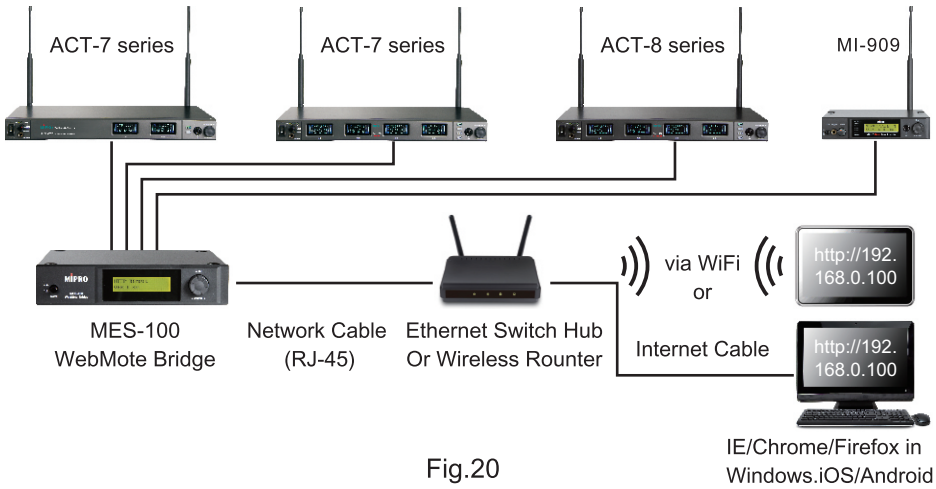 ACT-7 series
ACT-7 series
ACT-8 series
MI-909
MIPRO
MES-100
WebMote Bridge
Network Cable
(RJ-45)
Ethernet Switch Hub
Or Wireless Rounter
via WiFi
or
Internet Cable
http://192.
168.0.100
http://192.
168.0.100
IE/Chrome/Firefox in
Windows.iOS/Android
Fig.20